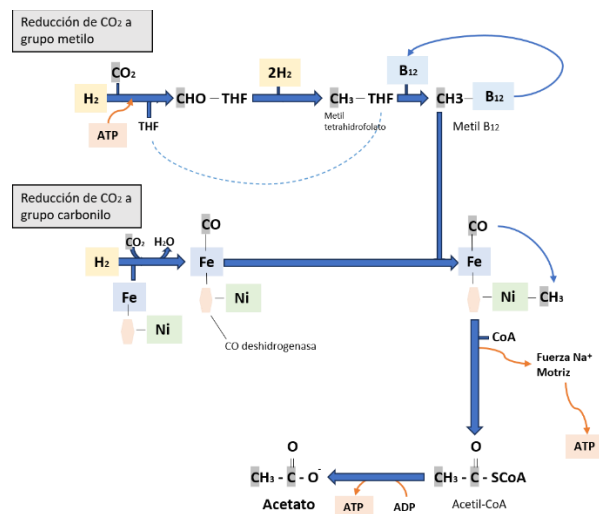 Reducción de CO₂ a
grupo metilo
CO₂
H₂
ATP
THF
CHO – THF
2H₂
CH₃ – THF
Metil
tetrahidrofolato
B₁₂
CH3 – B₁₂
Metil B₁₂
Reducción de CO₂ a
grupo carbonilo
H₂
CO₂
H₂O
Fe
Ni
CO
Fe
Ni
CO deshidrogenasa
CO
Fe
Ni – CH₃
CoA
Fuerza Na⁺
Motriz
ATP
O
CH₃ - C - SCoA
Acetil-CoA
ADP
ATP
O
CH₃ - C - O⁻
Acetato